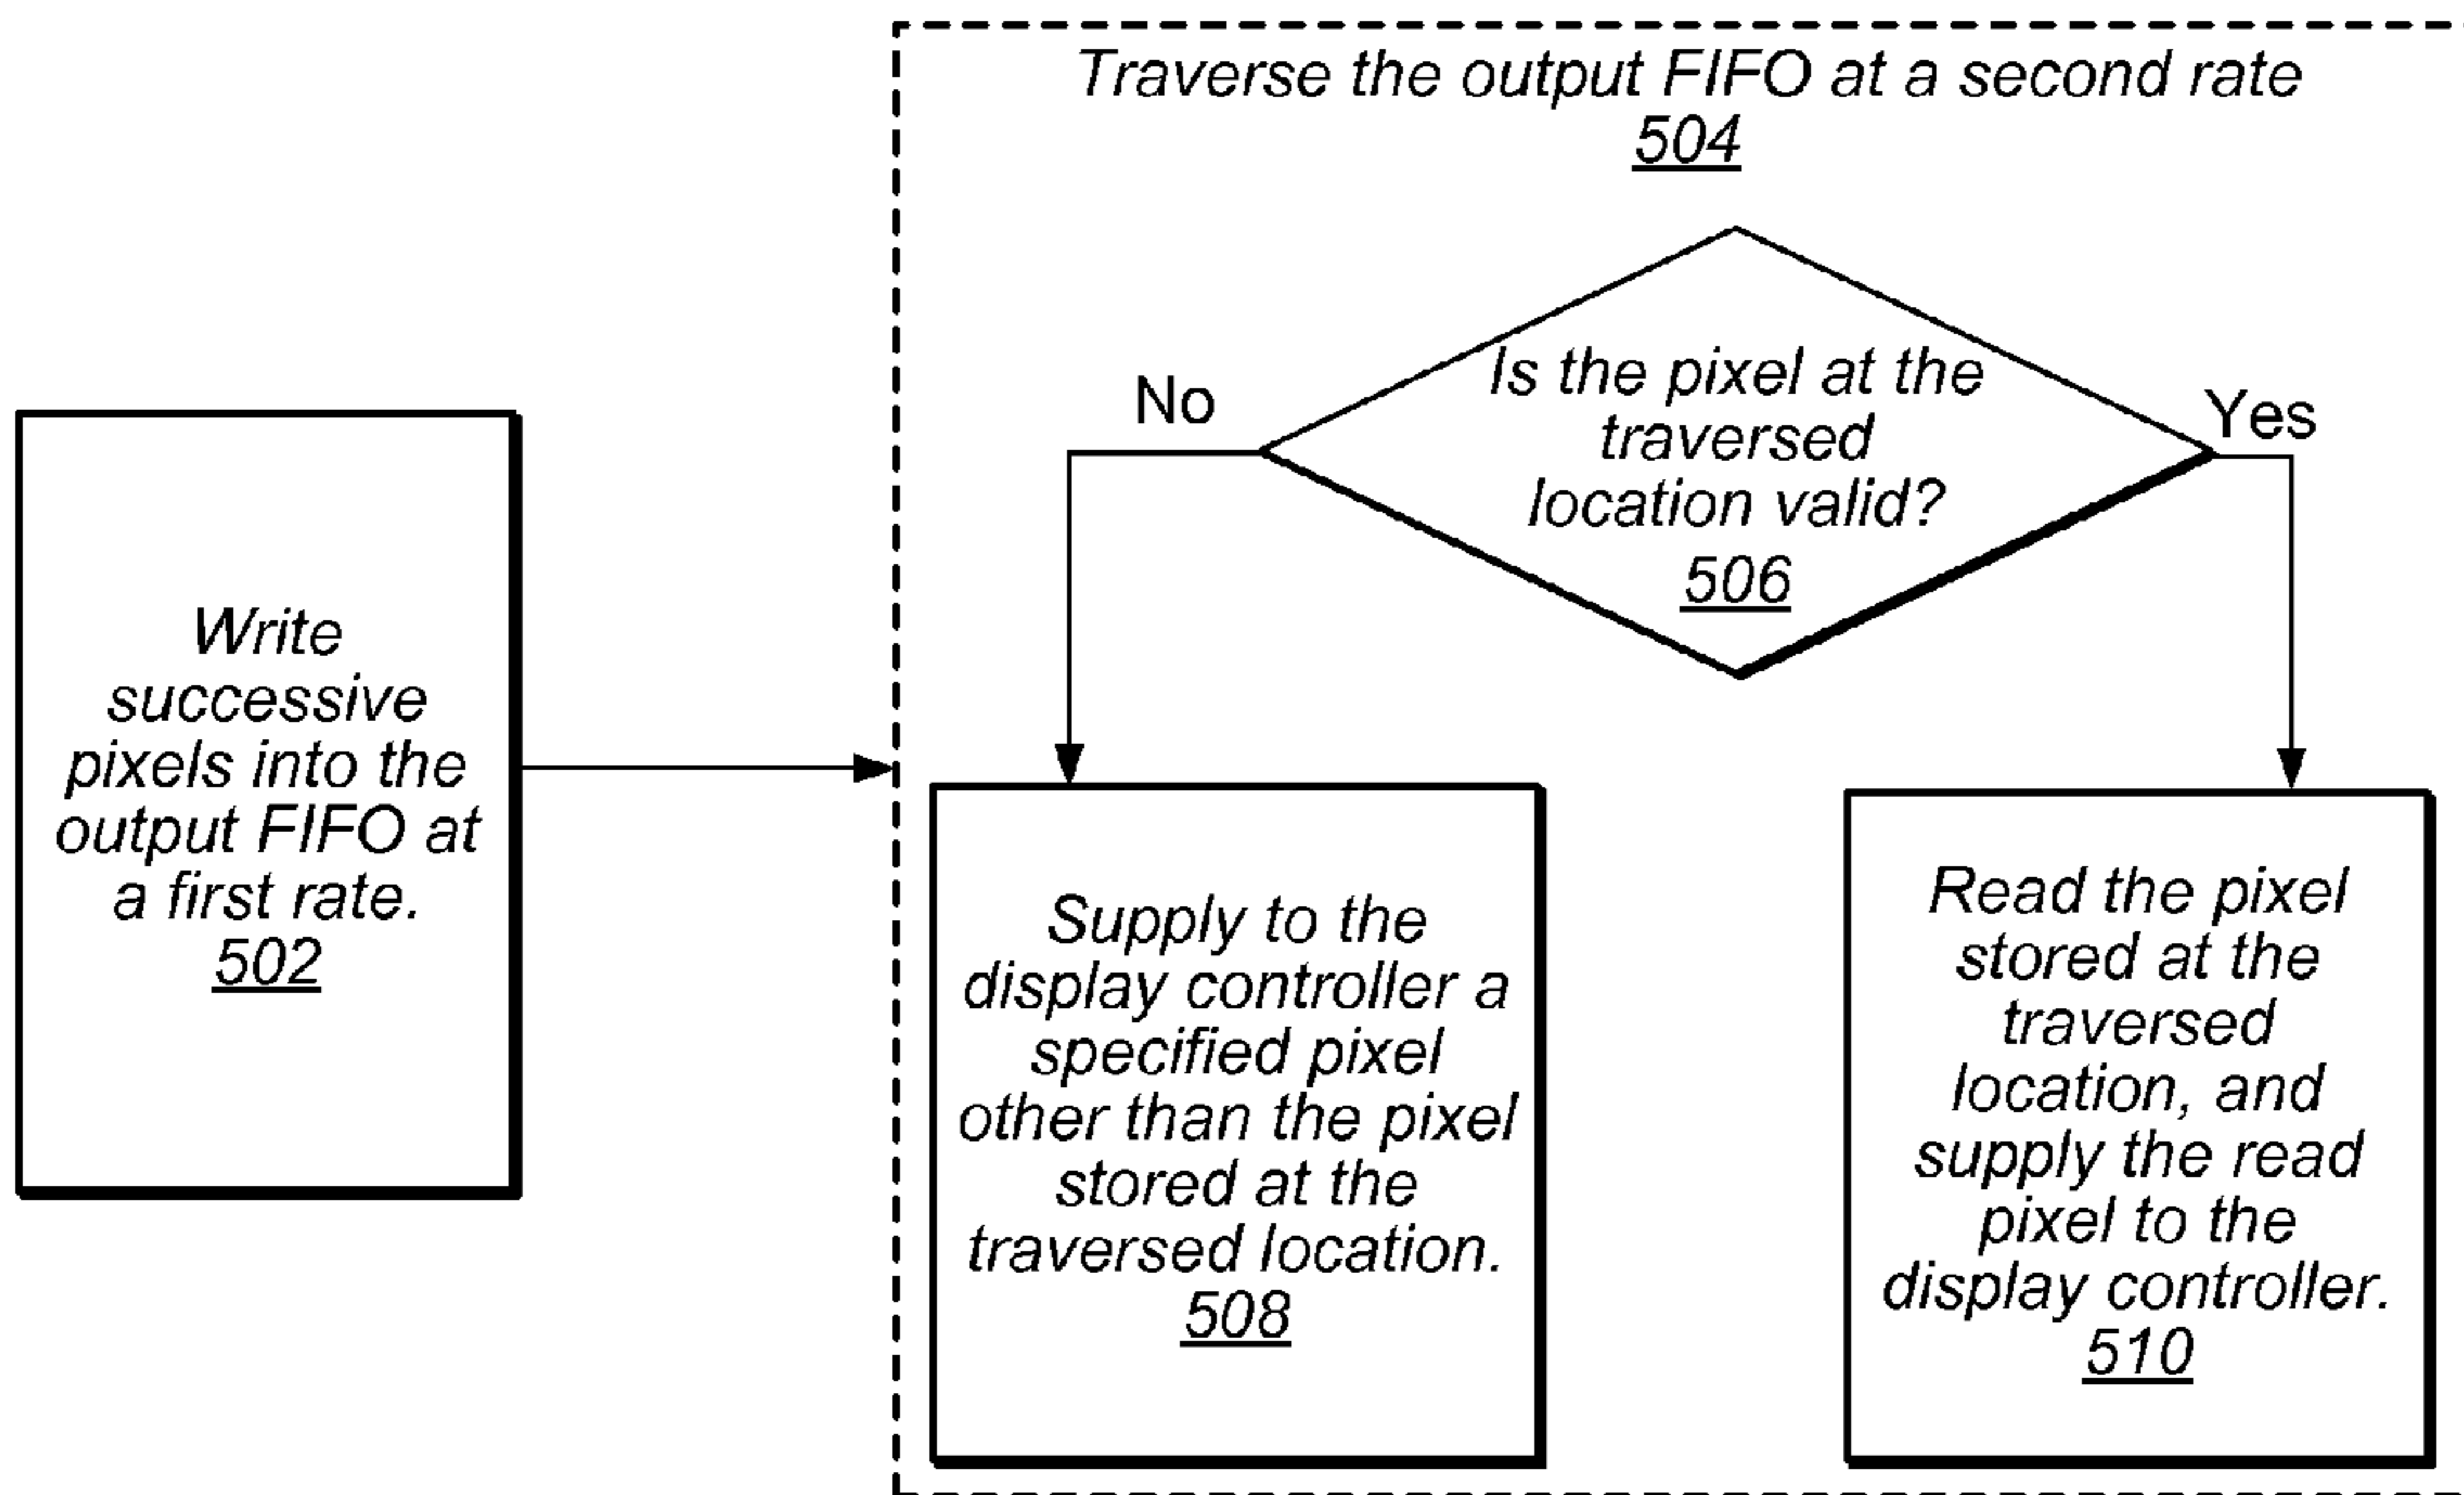 Traverse the output FIFO at a second rate
504
Is the pixel at the
traversed
location valid?
506
No
Yes
Write
successive
pixels into the
output FIFO at
a first rate.
502
Supply to the
display controller a
specified pixel
other than the pixel
stored at the
traversed location.
508
Read the pixel
stored at the
traversed
location, and
supply the read
pixel to the
display controller.
510